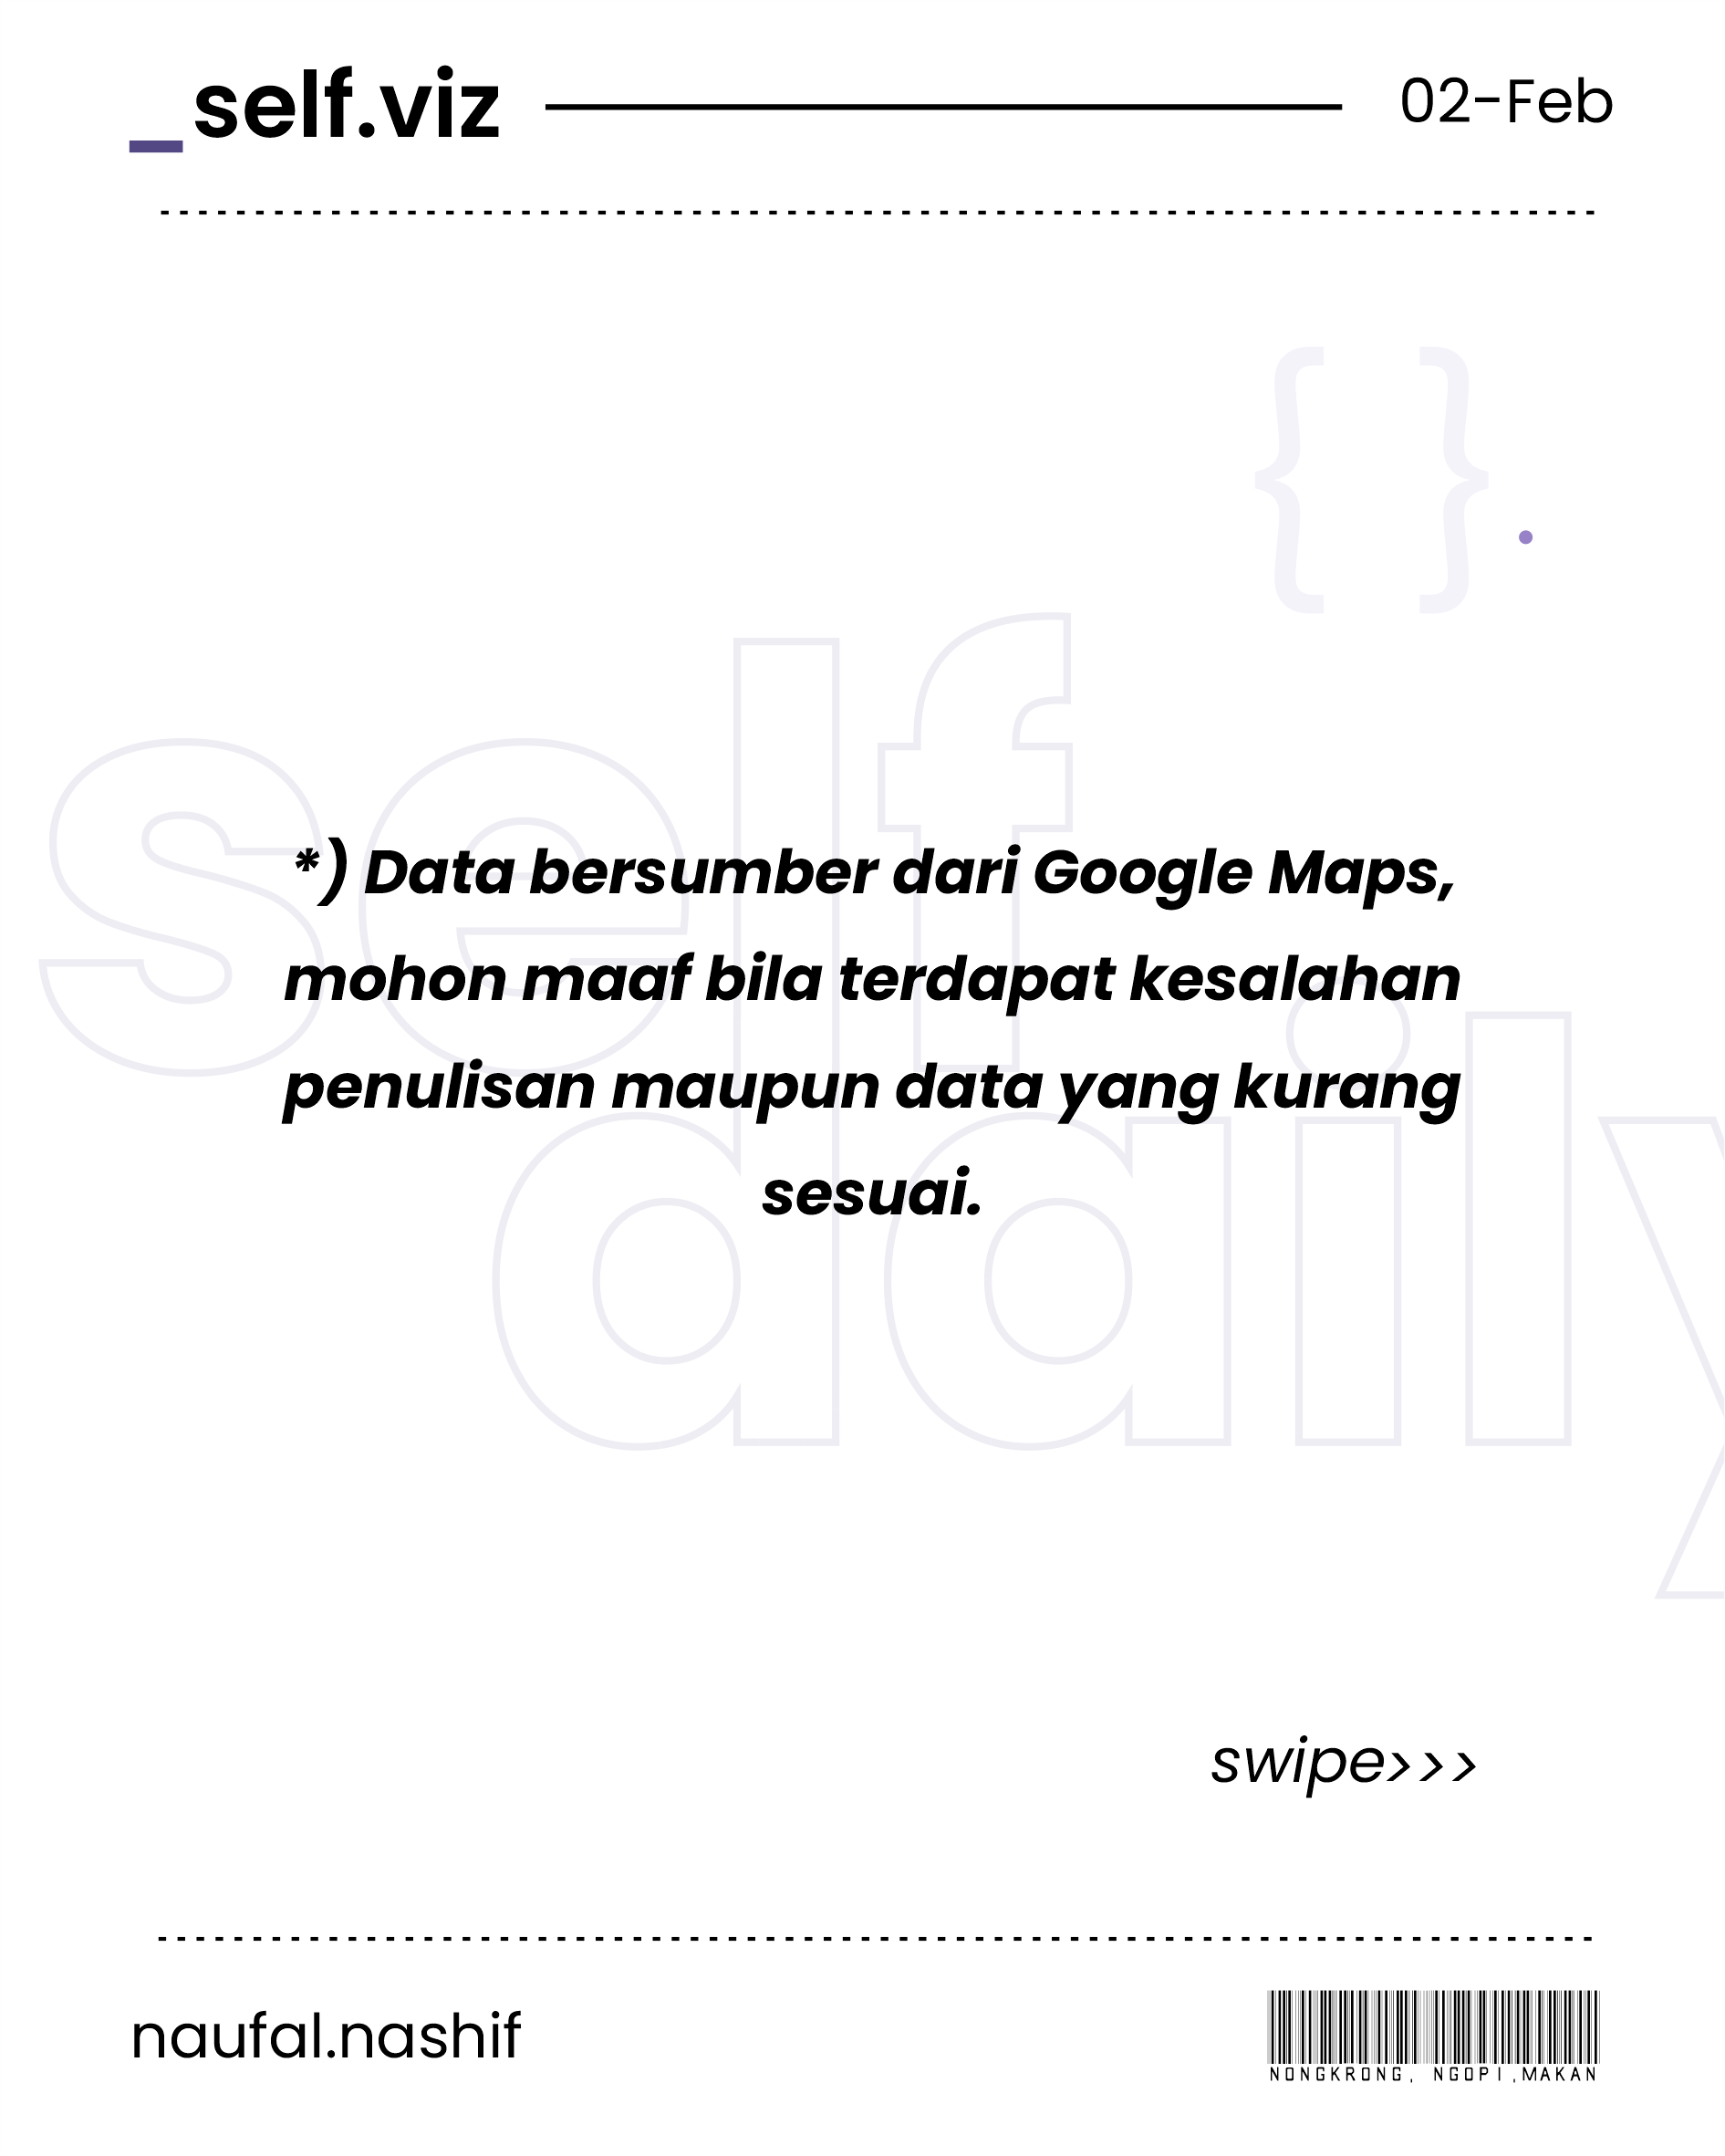 _self.viz
02-Feb
{ }.
self
daily
*) Data bersumber dari Google Maps,
mohon maaf bila terdapat kesalahan
penulisan maupun data yang kurang
sesuai.
swipe>>>
naufal.nashif
NONGKRONG, NGOPI,MAKAN